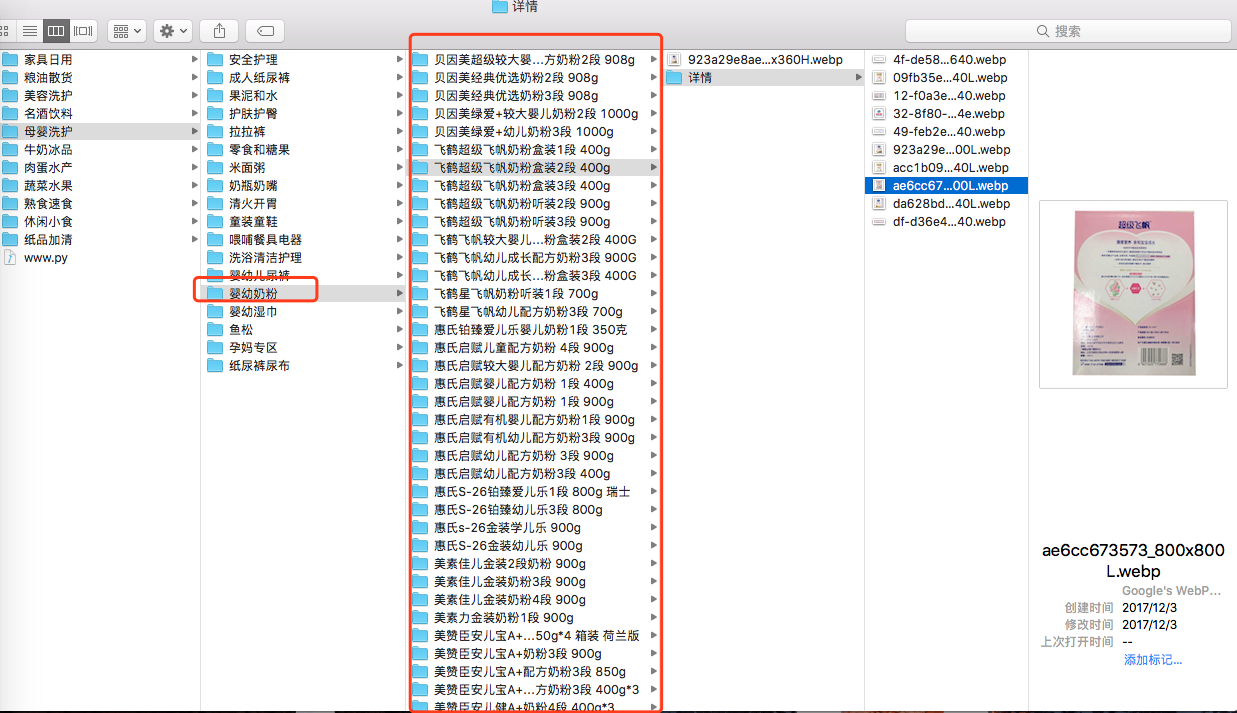 详情
搜索
家具日用
粮油散货
美容洗护
名酒饮料
母婴洗护
牛奶冰品
肉蛋水产
蔬菜水果
熟食速食
休闲小食
纸品加清
www.py
安全护理
成人纸尿裤
果泥和水
护肤护臀
拉拉裤
零食和糖果
米面粥
奶瓶奶嘴
清火开胃
童装童鞋
喂哺餐具电器
洗浴清洁护理
婴幼儿尿裤
婴幼奶粉
婴幼湿巾
鱼松
孕妈专区
纸尿裤尿布
贝因美超级较大婴...方奶粉2段 908g
贝因美经典优选奶粉2段 908g
贝因美经典优选奶粉3段 908g
贝因美绿爱+较大婴儿奶粉2段 1000g
贝因美绿爱+幼儿奶粉3段 1000g
飞鹤超级飞帆奶粉盒装1段 400g
飞鹤超级飞帆奶粉盒装2段 400g
飞鹤超级飞帆奶粉盒装3段 400g
飞鹤超级飞帆奶粉听装2段 900g
飞鹤超级飞帆奶粉听装3段 900g
飞鹤飞帆较大婴儿...粉盒装2段 400G
飞鹤飞帆幼儿成长配方奶粉3段 900G
飞鹤飞帆幼儿成长...粉盒装3段 400G
飞鹤星飞帆奶粉听装1段 700g
飞鹤星飞帆幼儿配方奶粉3段 700g
惠氏铂臻爱儿乐婴儿奶粉1段 350克
惠氏启赋儿童配方奶粉 4段 900g
惠氏启赋较大婴儿配方奶粉 2段 900g
惠氏启赋婴儿配方奶粉 1段 400g
惠氏启赋婴儿配方奶粉 1段 900g
惠氏启赋有机婴儿配方奶粉1段 900g
惠氏启赋有机幼儿配方奶粉3段 900g
惠氏启赋幼儿配方奶粉 3段 900g
惠氏启赋幼儿配方奶粉3段 400g
惠氏S-26铂臻爱儿乐1段 800g 瑞士
惠氏S-26铂臻幼儿乐3段 800g
惠氏s-26金装学儿乐 900g
惠氏S-26金装幼儿乐 900g
美素佳儿金装2段奶粉 900g
美素佳儿金装奶粉3段 900g
美素佳儿金装奶粉4段 900g
美素力金装奶粉1段 900g
美赞臣安儿宝A+...50g*4 箱装 荷兰版
美赞臣安儿宝A+奶粉3段 900g
美赞臣安儿宝A+配方奶粉3段 850g
美赞臣安儿宝A+...方奶粉3段 400g*3
美赞臣安儿健A+奶粉4段 400g*3
923a29e8ae...x360H.webp
详情
4f-de58...640.webp
09fb35e...40L.webp
12-f0a3e...40.webp
32-8f80-...4e.webp
49-feb2e...40.webp
923a29e...00L.webp
acc1b09...40L.webp
ae6cc67...00L.webp
da628bd...40L.webp
df-d36e4...40.webp
超级飞帆
ae6cc673573_800x800
L.webp
Google's WebP...
创建时间 2017/12/3
修改时间 2017/12/3
上次打开时间 --
添加标记...